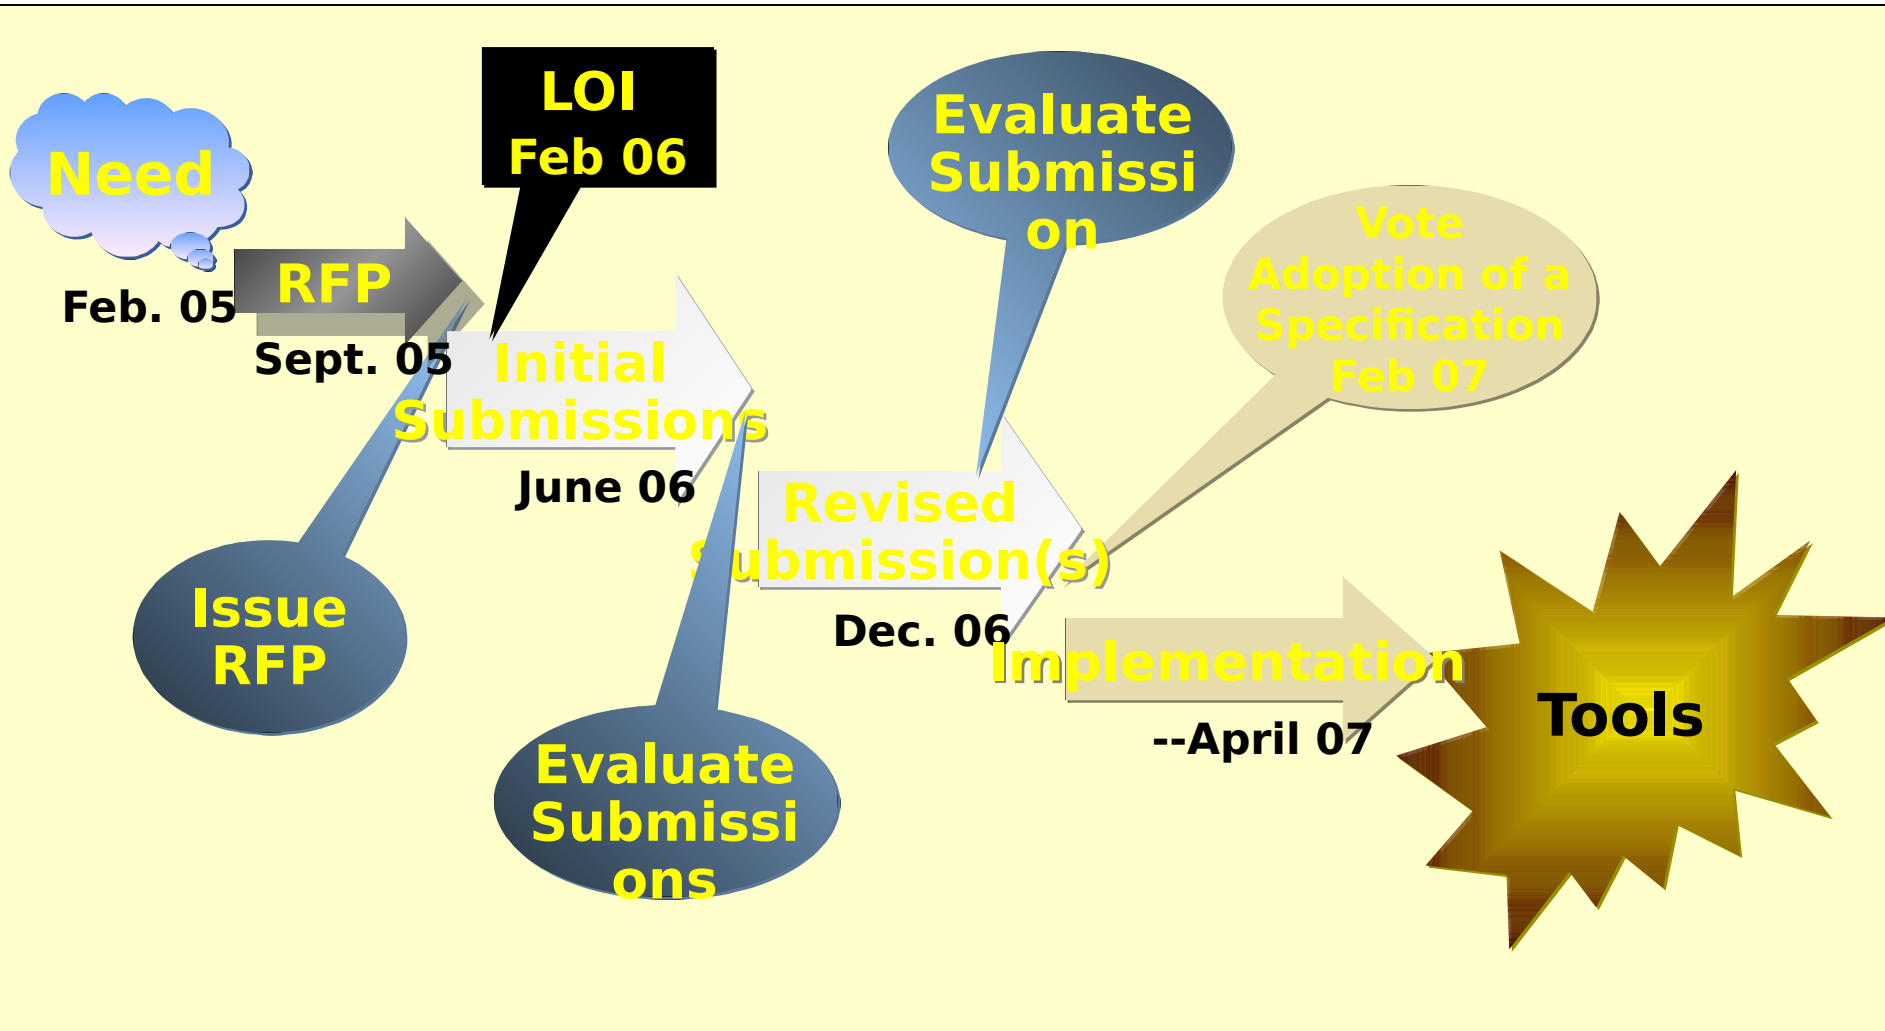 Need
Feb. 05
RFP
Sept. 05
LOI
Feb 06
Issue
RFP
Initial
Submissions
June 06
Evaluate
Submissi
ons
Evaluate
Submissi
on
Revised
Submission(s)
Dec. 06
Vote
Adoption of a
Specification
Feb 07
Implementation
--April 07
Tools